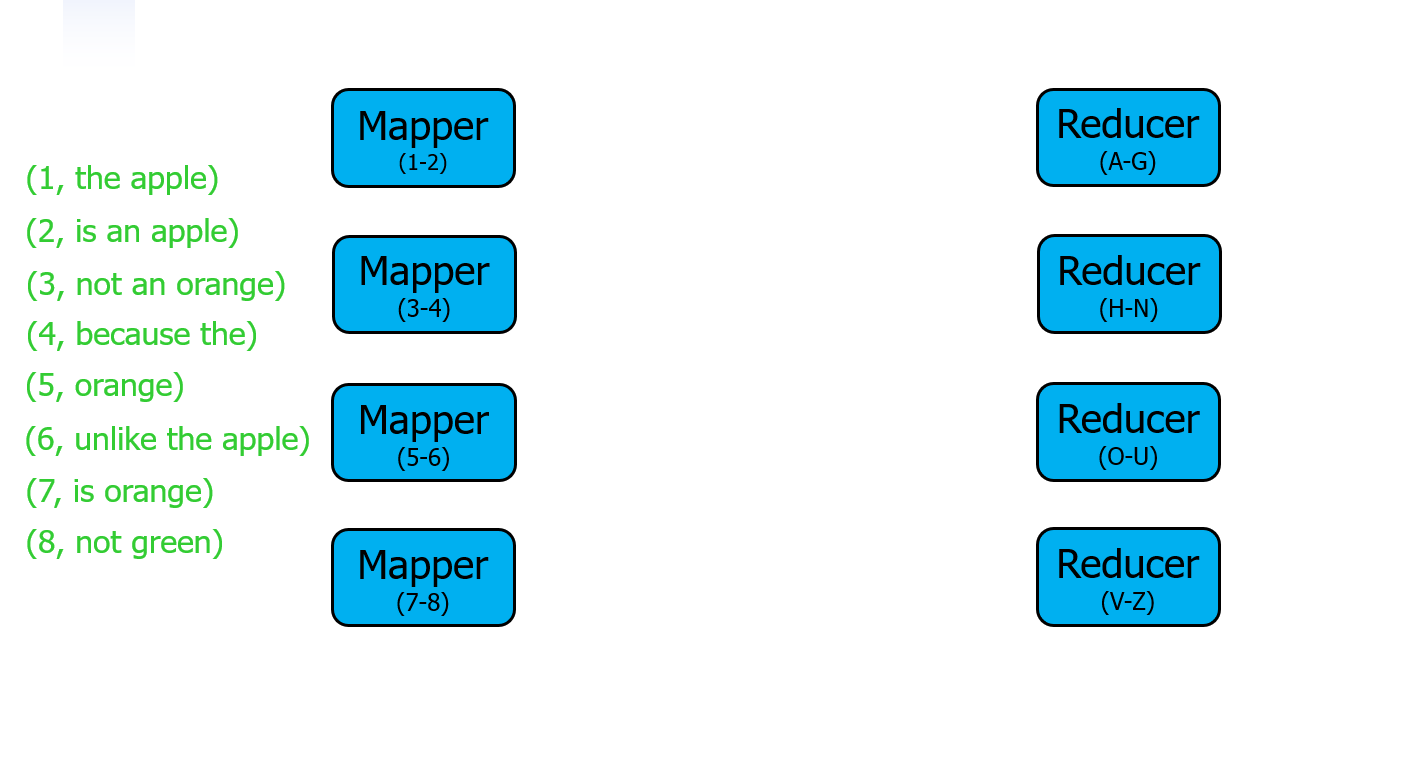 (1, the apple)
(2, is an apple)
(3, not an orange)
(4, because the)
(5, orange)
(6, unlike the apple)
(7, is orange)
(8, not green)
Mapper
(1-2)
Mapper
(3-4)
Mapper
(5-6)
Mapper
(7-8)
Reducer
(A-G)
Reducer
(H-N)
Reducer
(O-U)
Reducer
(V-Z)